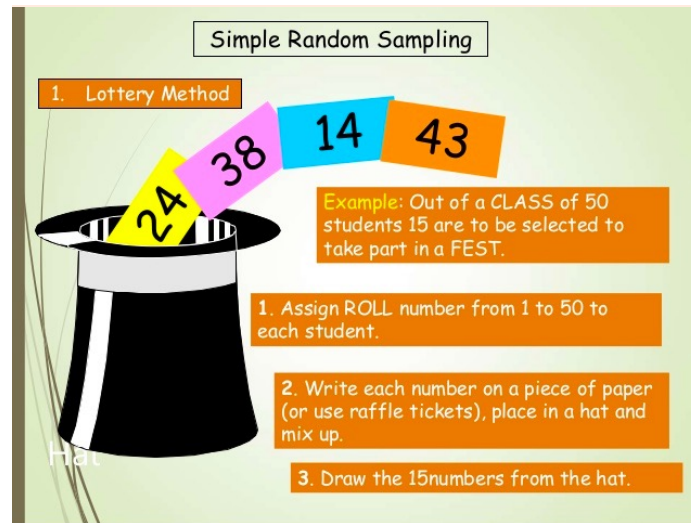 Simple Random Sampling
1. Lottery Method
24
38
14
43
Example: Out of a CLASS of 50
students 15 are to be selected to
take part in a FEST.
1. Assign ROLL number from 1 to 50 to
each student.
2. Write each number on a piece of paper
(or use raffle tickets), place in a hat and
mix up.
Hat
3. Draw the 15numbers from the hat.